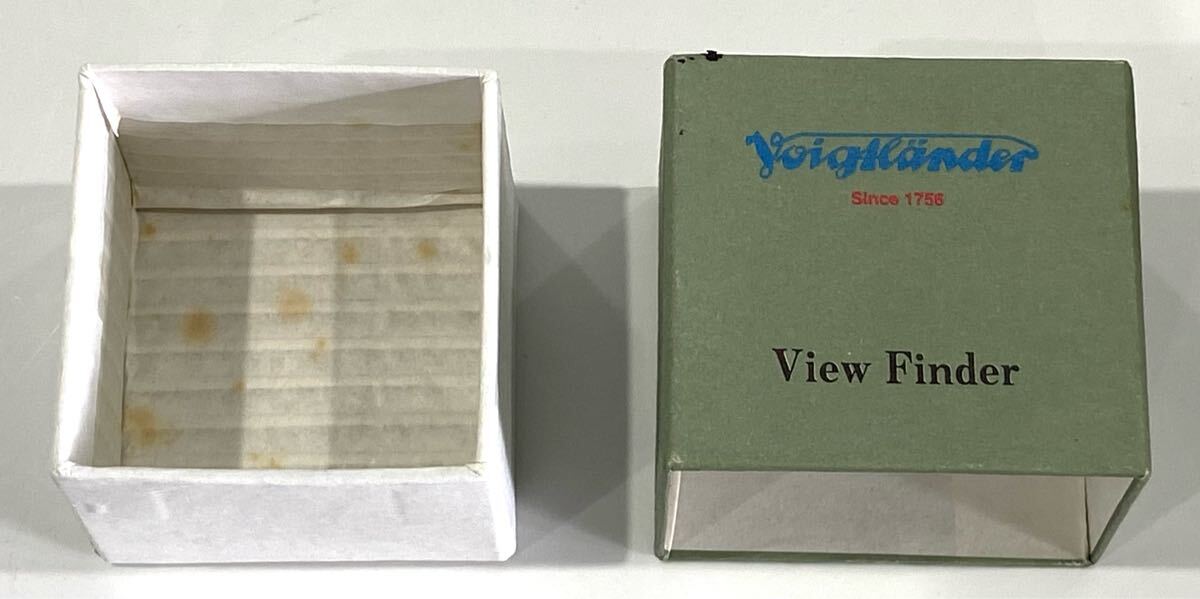 Voigtländer
Since 1756
View Finder